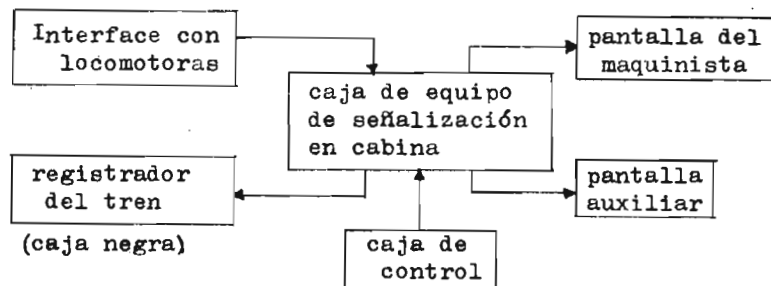 Interface con
locomotoras
pantalla del
maquinista
caja de equipo
de señalización
en cabina
registrador
del tren
(caja negra)
pantalla
auxiliar
caja de
control